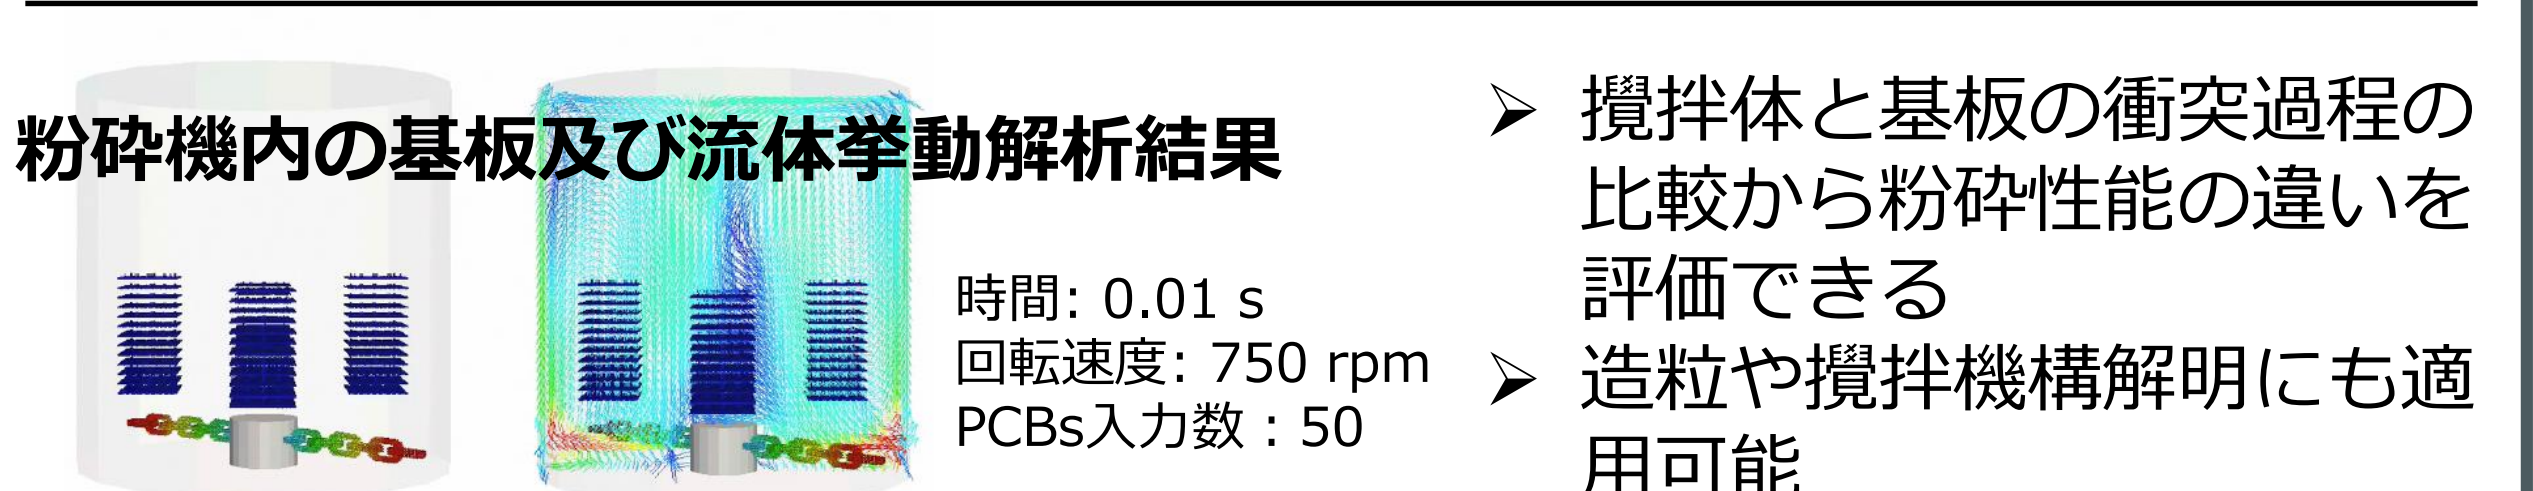 粉砕機内の基板及び流体挙動解析結果
時間: 0.01 s
回転速度: 750 rpm
PCBs入力数：50
➢ 攪拌体と基板の衝突過程の
比較から粉砕性能の違いを
評価できる
➢ 造粒や攪拌機構解明にも適
用可能